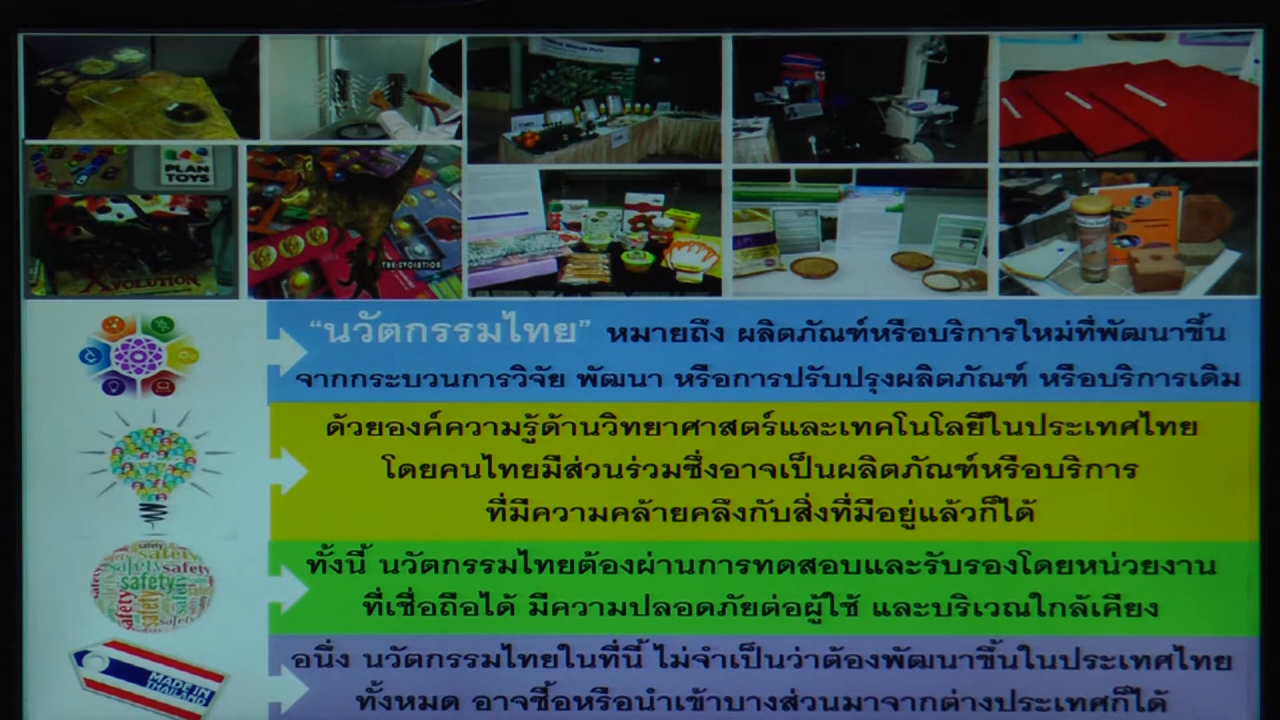 PLAN
TOYS
XVOLUTION
THE EVOLUTION
“นวัตกรรมไทย” หมายถึง ผลิตภัณฑ์หรือบริการใหม่ที่พัฒนาขึ้น
จากกระบวนการวิจัย พัฒนา หรือการปรับปรุงผลิตภัณฑ์ หรือบริการเดิม
ด้วยองค์ความรู้ด้านวิทยาศาสตร์และเทคโนโลยีในประเทศไทย
โดยคนไทยมีส่วนร่วมซึ่งอาจเป็นผลิตภัณฑ์หรือบริการ
ที่มีความคล้ายคลึงกับสิ่งที่มีอยู่แล้วก็ได้
safety
safety
safety safety
safety
safety safety
ทั้งนี้ นวัตกรรมไทยต้องผ่านการทดสอบและรับรองโดยหน่วยงาน
ที่เชื่อถือได้ มีความปลอดภัยต่อผู้ใช้ และบริเวณใกล้เคียง
MADE IN
THAILAND
อนึ่ง นวัตกรรมไทยในที่นี้ ไม่จำเป็นว่าต้องพัฒนาขึ้นในประเทศไทย
ทั้งหมด อาจซื้อหรือนำเข้าบางส่วนมาจากต่างประเทศก็ได้